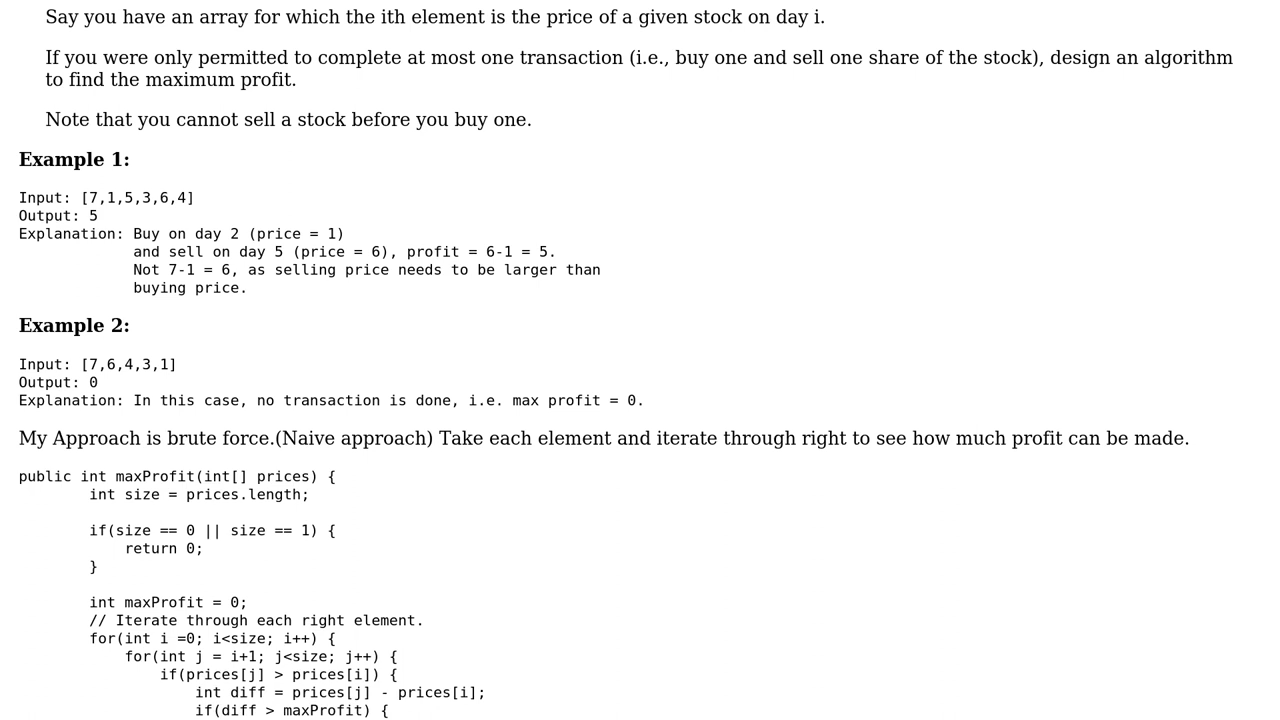 Say you have an array for which the ith element is the price of a given stock on day i.
If you were only permitted to complete at most one transaction (i.e., buy one and sell one share of the stock), design an algorithm
to find the maximum profit.
Note that you cannot sell a stock before you buy one.
Example 1:
Input: [7,1,5,3,6,4]
Output: 5
Explanation: Buy on day 2 (price = 1)
             and sell on day 5 (price = 6), profit = 6-1 = 5.
             Not 7-1 = 6, as selling price needs to be larger than
             buying price.
Example 2:
Input: [7,6,4,3,1]
Output: 0
Explanation: In this case, no transaction is done, i.e. max profit = 0.
My Approach is brute force.(Naive approach) Take each element and iterate through right to see how much profit can be made.
public int maxProfit(int[] prices) {
        int size = prices.length;
        if(size == 0 || size == 1) {
            return 0;
        }
        int maxProfit = 0;
        // Iterate through each right element.
        for(int i =0; i<size; i++) {
            for(int j = i+1; j<size; j++) {
                if(prices[j] > prices[i]) {
                    int diff = prices[j] - prices[i];
                    if(diff > maxProfit) {